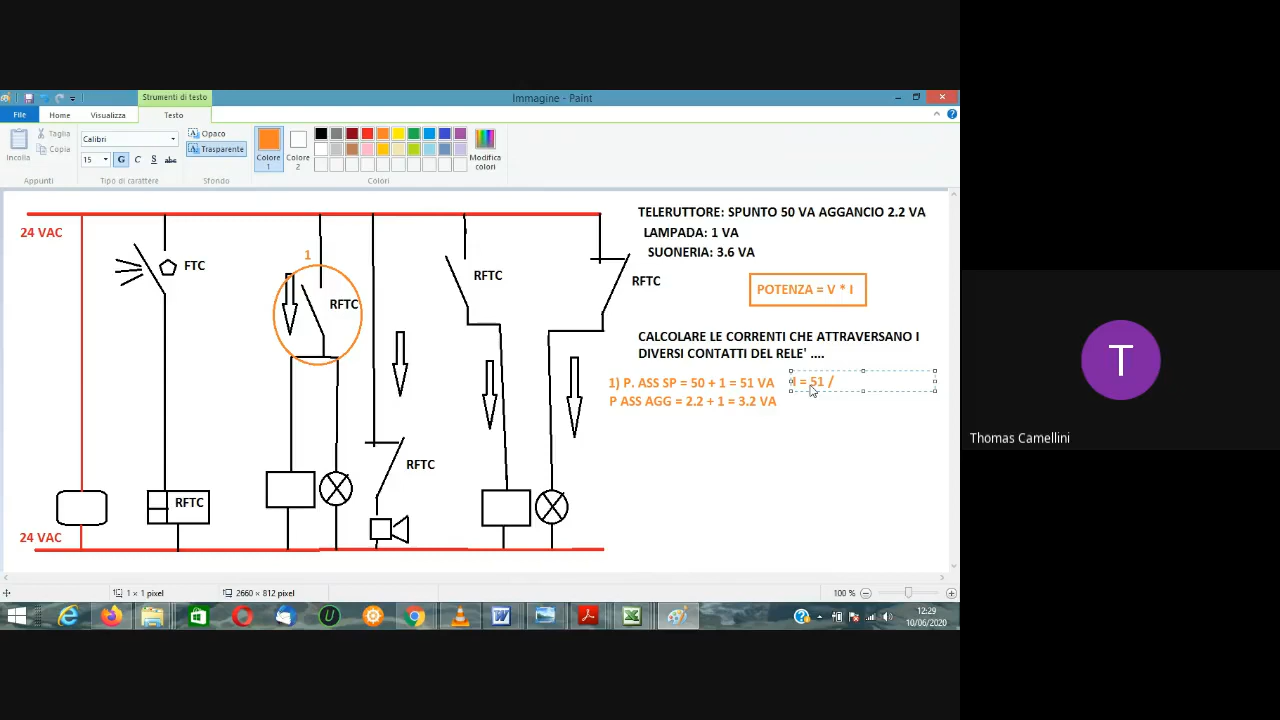 Strumenti di testo
Immagine - Paint
File
Home
Visualizza
Testo
Incolla
Taglia
Copia
Appunti
Calibri
15
G C S abc
Tipo di carattere
Opaco
Trasparente
Sfondo
Colore 1
Colore 2
Modifica colori
Colori
24 VAC
FTC
1
RFTC
RFTC
RFTC
RFTC
RFTC
24 VAC
TELERUTTORE: SPUNTO 50 VA AGGANCIO 2.2 VA
LAMPADA: 1 VA
SUONERIA: 3.6 VA
POTENZA = V * I
CALCOLARE LE CORRENTI CHE ATTRAVERSANO I
DIVERSI CONTATTI DEL RELE' ....
1) P. ASS SP = 50 + 1 = 51 VA
I = 51 /
P ASS AGG = 2.2 + 1 = 3.2 VA
1 × 1 pixel
2660 × 812 pixel
100 %
12:29
10/06/2020
T
Thomas Camellini